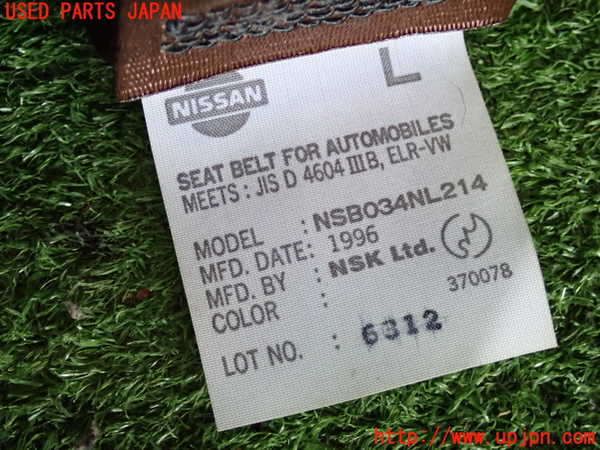 USED PARTS JAPAN
NISSAN
L
SEAT BELT FOR AUTOMOBILES
MEETS : JIS D 4604 ⅢB, ELR-VW
MODEL : NSB034NL214
MFD. DATE: 1996
MFD. BY : NSK Ltd.
COLOR :
370078
LOT NO. : 6312
http://www.upjpn.com/